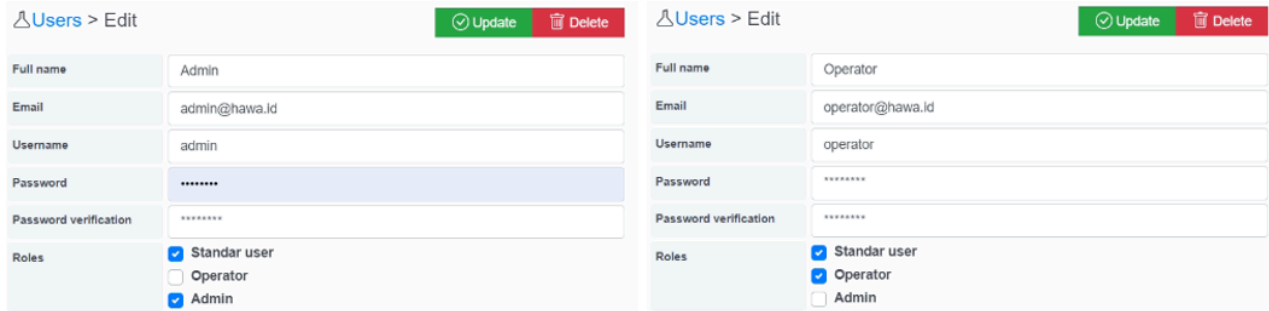 Users > Edit
Update
Delete
Full name
Admin
Email
admin@hawa.id
Username
admin
Password
••••••••
Password verification
********
Roles
Standar user
Operator
Admin
Users > Edit
Update
Delete
Full name
Operator
Email
operator@hawa.id
Username
operator
Password
********
Password verification
********
Roles
Standar user
Operator
Admin